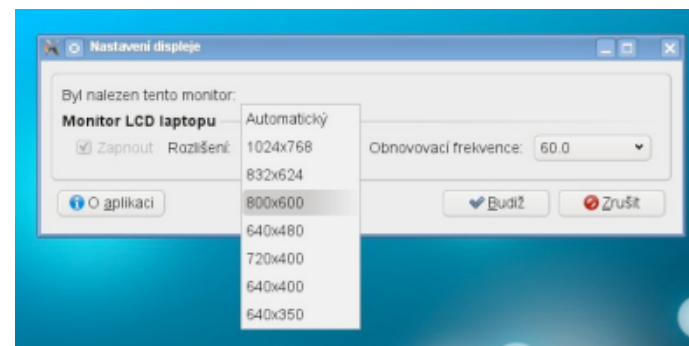 Nastavení displeje
Byl nalezen tento monitor:
Monitor LCD laptopu
Zapnout Rozlišení: Obnovovací frekvence: 60.0
Automatický
1024x768
832x624
800x600
640x480
720x400
640x400
640x350
O aplikaci Budiž Zrušit